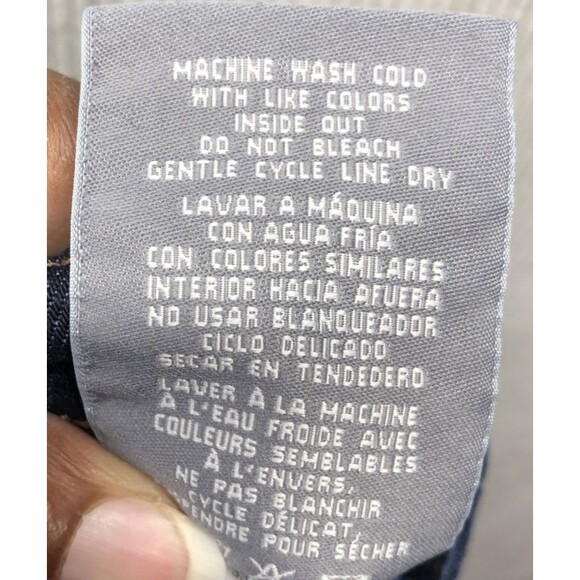 MACHINE WASH COLD
WITH LIKE COLORS
INSIDE OUT
DO NOT BLEACH
GENTLE CYCLE LINE DRY
LAVAR A MÁQUINA
CON AGUA FRÍA
CON COLORES SIMILARES
INTERIOR HACIA AFUERA
NO USAR BLANQUEADOR
CICLO DELICADO
SECAR EN TENDEDERO
LAVER À LA MACHINE
À L'EAU FROIDE AVEC
COULEURS SEMBLABLES
À L'ENVERS,
NE PAS BLANCHIR
CYCLE DÉLICAT,
POUR SÉCHER